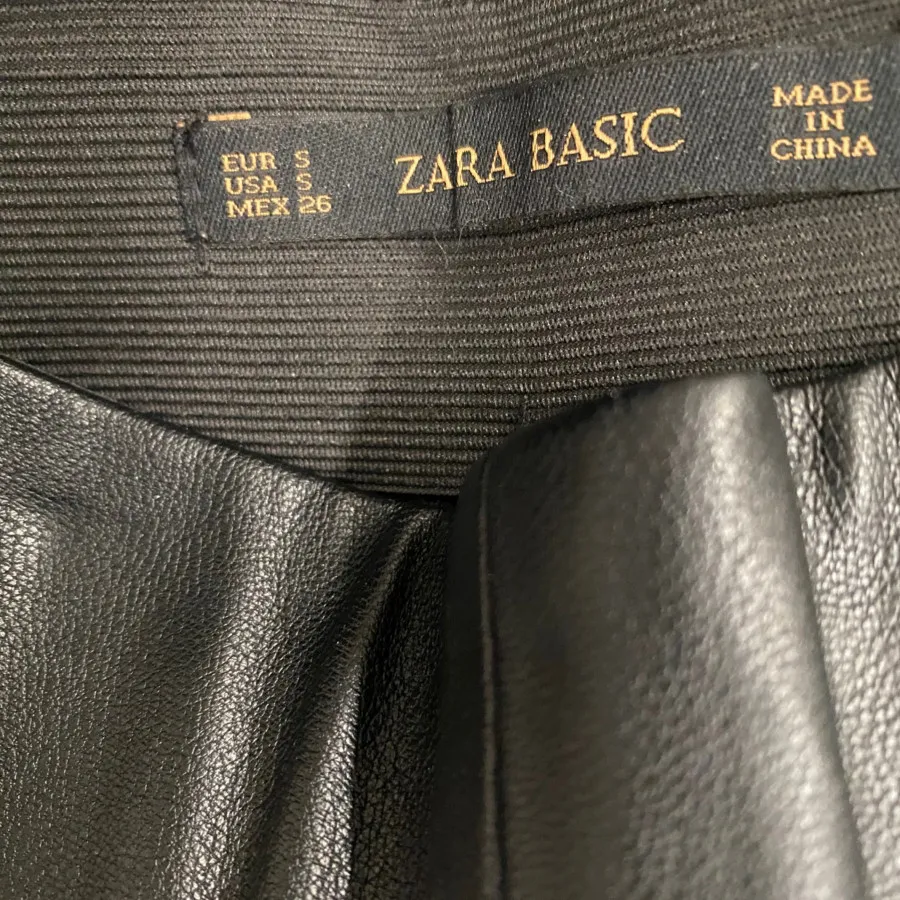 EUR S
USA S
MEX 26
ZARA BASIC
MADE
IN
CHINA